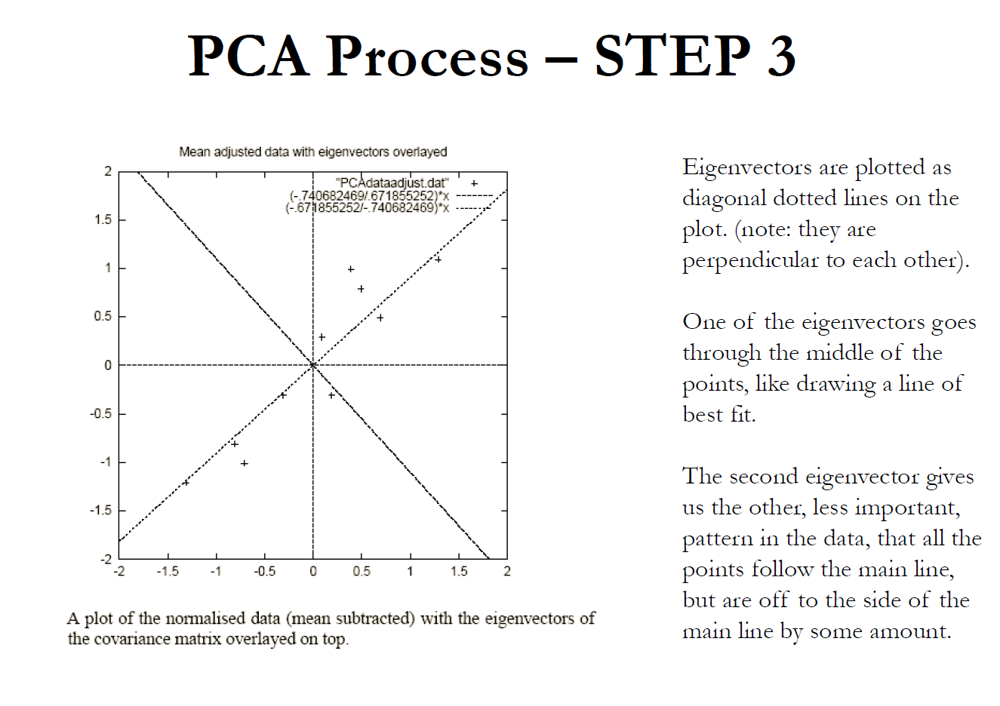 PCA Process – STEP 3
Mean adjusted data with eigenvectors overlayed
"PCAdataadjust.dat"
(-.740682469/.671855252)*x
(-.671855252/-.740682469)*x
2
1.5
1
0.5
0
-0.5
-1
-1.5
-2
-2 -1.5 -1 -0.5 0 0.5 1 1.5 2
A plot of the normalised data (mean subtracted) with the eigenvectors of
the covariance matrix overlayed on top.
Eigenvectors are plotted as
diagonal dotted lines on the
plot. (note: they are
perpendicular to each other).
One of the eigenvectors goes
through the middle of the
points, like drawing a line of
best fit.
The second eigenvector gives
us the other, less important,
pattern in the data, that all the
points follow the main line,
but are off to the side of the
main line by some amount.